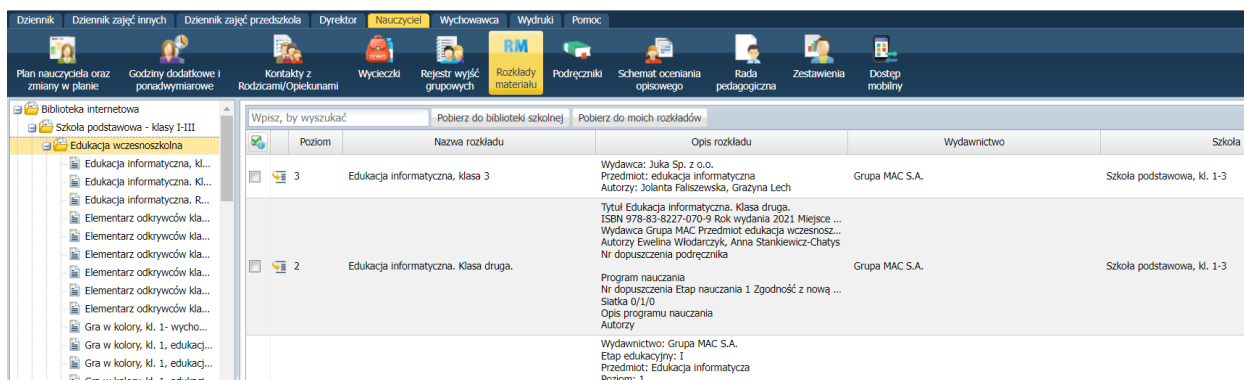 Dziennik Dziennik zajęć innych Dziennik zajęć przedszkola Dyrektor Nauczyciel Wychowawca Wydruki Pomoc
Plan nauczyciela oraz zmiany w planie
Godziny dodatkowe i ponadwymiarowe
Kontakty z Rodzicami/Opiekunami
Wycieczki
Rejestr wyjść grupowych
RM
Rozkłady materiału
Podręczniki
Schemat oceniania opisowego
Rada pedagogiczna
Zestawienia
Dostęp mobilny
Biblioteka internetowa
Szkoła podstawowa - klasy I-III
Edukacja wczesnoszkolna
Edukacja informatyczna, kl...
Edukacja informatyczna. Kl...
Edukacja informatyczna. R...
Elementarz odkrywców kla...
Elementarz odkrywców kla...
Elementarz odkrywców kla...
Elementarz odkrywców kla...
Elementarz odkrywców kla...
Elementarz odkrywców kla...
Gra w kolory, kl. 1- wycho...
Gra w kolory, kl. 1, edukacj...
Gra w kolory, kl. 1, edukacj...
Gra w kolory, kl. 1, edukacj...
Wpisz, by wyszukać Pobierz do biblioteki szkolnej Pobierz do moich rozkładów
Poziom Nazwa rozkładu Opis rozkładu Wydawnictwo Szkoła
3 Edukacja informatyczna, klasa 3
Wydawca: Juka Sp. z o.o.
Przedmiot: edukacja informatyczna
Autorzy: Jolanta Faliszewska, Grażyna Lech
Grupa MAC S.A. Szkoła podstawowa, kl. 1-3
2 Edukacja informatyczna. Klasa druga.
Tytuł Edukacja informatyczna. Klasa druga.
ISBN 978-83-8227-070-9 Rok wydania 2021 Miejsce ...
Wydawca Grupa MAC Przedmiot edukacja wczesnosz...
Autorzy Ewelina Włodarczyk, Anna Stankiewicz-Chatys
Nr dopuszczenia podręcznika
Program nauczania
Nr dopuszczenia Etap nauczania 1 Zgodność z nową ...
Siatka 0/1/0
Opis programu nauczania
Autorzy
Grupa MAC S.A. Szkoła podstawowa, kl. 1-3
Wydawnictwo: Grupa MAC S.A.
Etap edukacyjny: I
Przedmiot: Edukacja informatycza
Poziom: 1